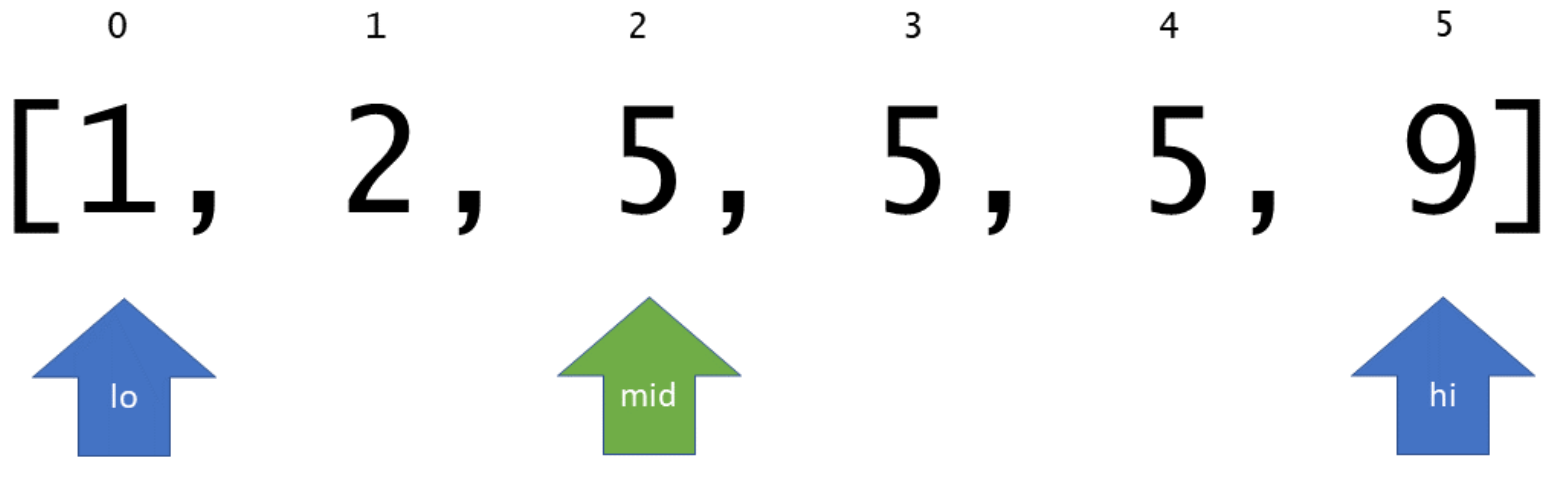 0 1 2 3 4 5
[1, 2, 5, 5, 5, 9]
lo mid hi